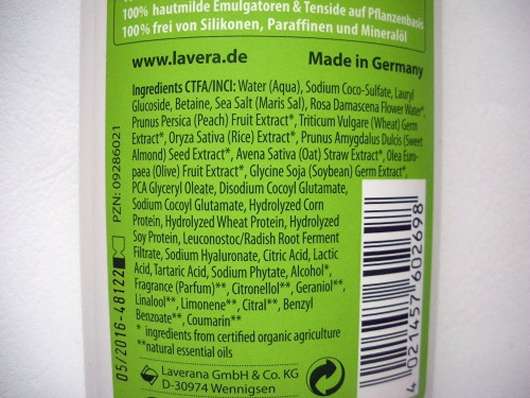 100% hautmilde Emulgatoren & Tenside auf Pflanzenbasis
100% frei von Silikonen, Paraffinen und Mineralöl
www.lavera.de
Made in Germany
Ingredients CTFA/INCI: Water (Aqua), Sodium Coco-Sulfate, Lauryl
Glucoside, Betaine, Sea Salt (Maris Sal), Rosa Damascena Flower Water*,
Prunus Persica (Peach) Fruit Extract*, Triticum Vulgare (Wheat) Germ
Extract*, Oryza Sativa (Rice) Extract*, Prunus Amygdalus Dulcis (Sweet
Almond) Seed Extract*, Avena Sativa (Oat) Straw Extract*, Olea Euro-
paea (Olive) Fruit Extract*, Glycine Soja (Soybean) Germ Extract*,
PCA Glyceryl Oleate, Disodium Cocoyl Glutamate,
Sodium Cocoyl Glutamate, Hydrolyzed Corn
Protein, Hydrolyzed Wheat Protein, Hydrolyzed
Soy Protein, Leuconostoc/Radish Root Ferment
Filtrate, Sodium Hyaluronate, Citric Acid, Lactic
Acid, Tartaric Acid, Sodium Phytate, Alcohol*,
Fragrance (Parfum)**, Citronellol**, Geraniol**,
Linalool**, Limonene**, Citral**, Benzyl
Benzoate**, Coumarin**
* ingredients from certified organic agriculture
**natural essential oils
Laverana GmbH & Co. KG
D-30974 Wennigsen
PZN: 09286021
05/2016-48122
4 021457 602698